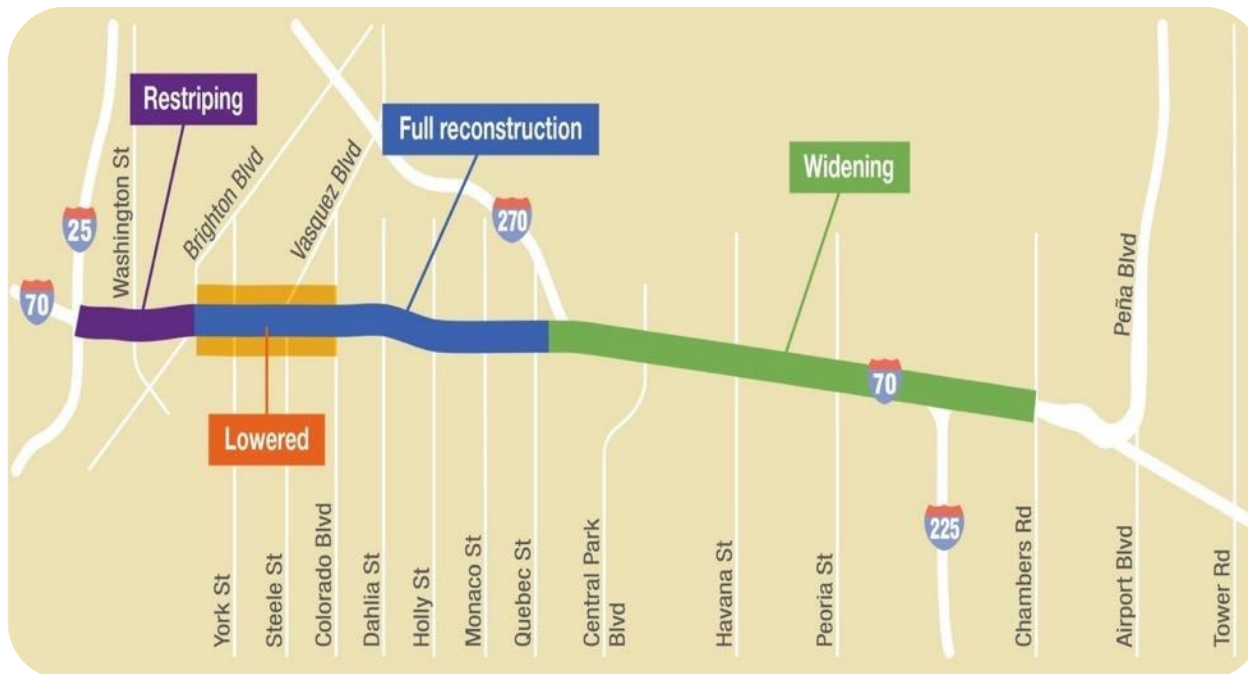 Restriping
Full reconstruction
Widening
Lowered
25
70
270
70
225
Washington St
Brighton Blvd
Vasquez Blvd
Peña Blvd
York St
Steele St
Colorado Blvd
Dahlia St
Holly St
Monaco St
Quebec St
Central Park
Blvd
Havana St
Peoria St
Chambers Rd
Airport Blvd
Tower Rd